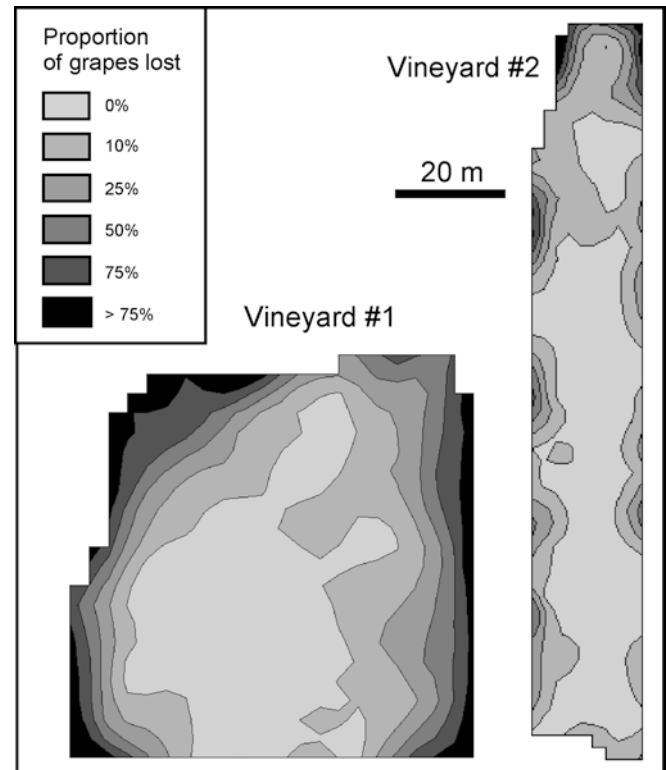 Proportion
of grapes lost
0%
10%
25%
50%
75%
> 75%
Vineyard #2
20 m
Vineyard #1